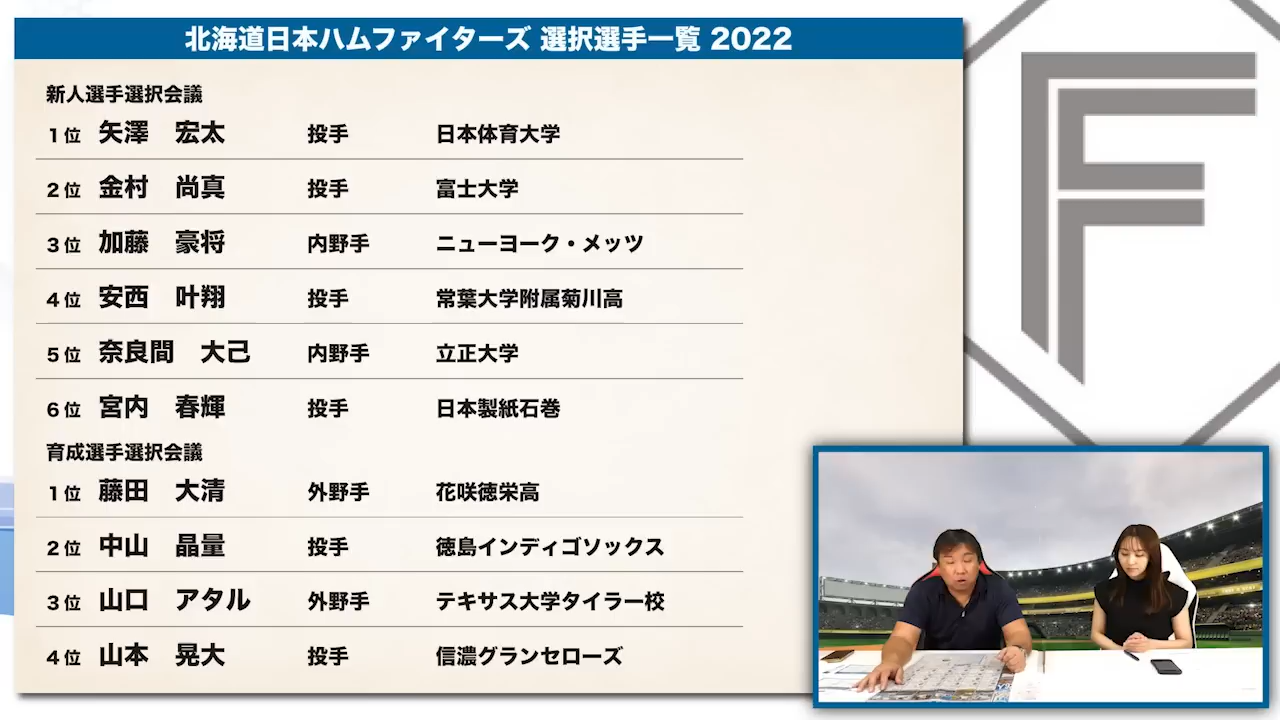 北海道日本ハムファイターズ 選択選手一覧 2022
新人選手選択会議
1位 矢澤 宏太 投手 日本体育大学
2位 金村 尚真 投手 富士大学
3位 加藤 豪将 内野手 ニューヨーク・メッツ
4位 安西 叶翔 投手 常葉大学附属菊川高
5位 奈良間 大己 内野手 立正大学
6位 宮内 春輝 投手 日本製紙石巻
育成選手選択会議
1位 藤田 大清 外野手 花咲徳栄高
2位 中山 晶量 投手 徳島インディゴソックス
3位 山口 アタル 外野手 テキサス大学タイラー校
4位 山本 晃大 投手 信濃グランセローズ